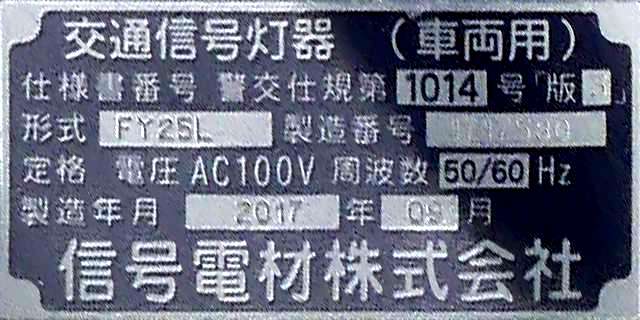 交通信号灯器 (車両用)
仕様書番号 警交仕規第 1014 号「版
形式 FY25L 製造番号
定格 電圧 AC100V 周波数 50/60 Hz
製造年月 2017 年 09 月
信号電材株式会社